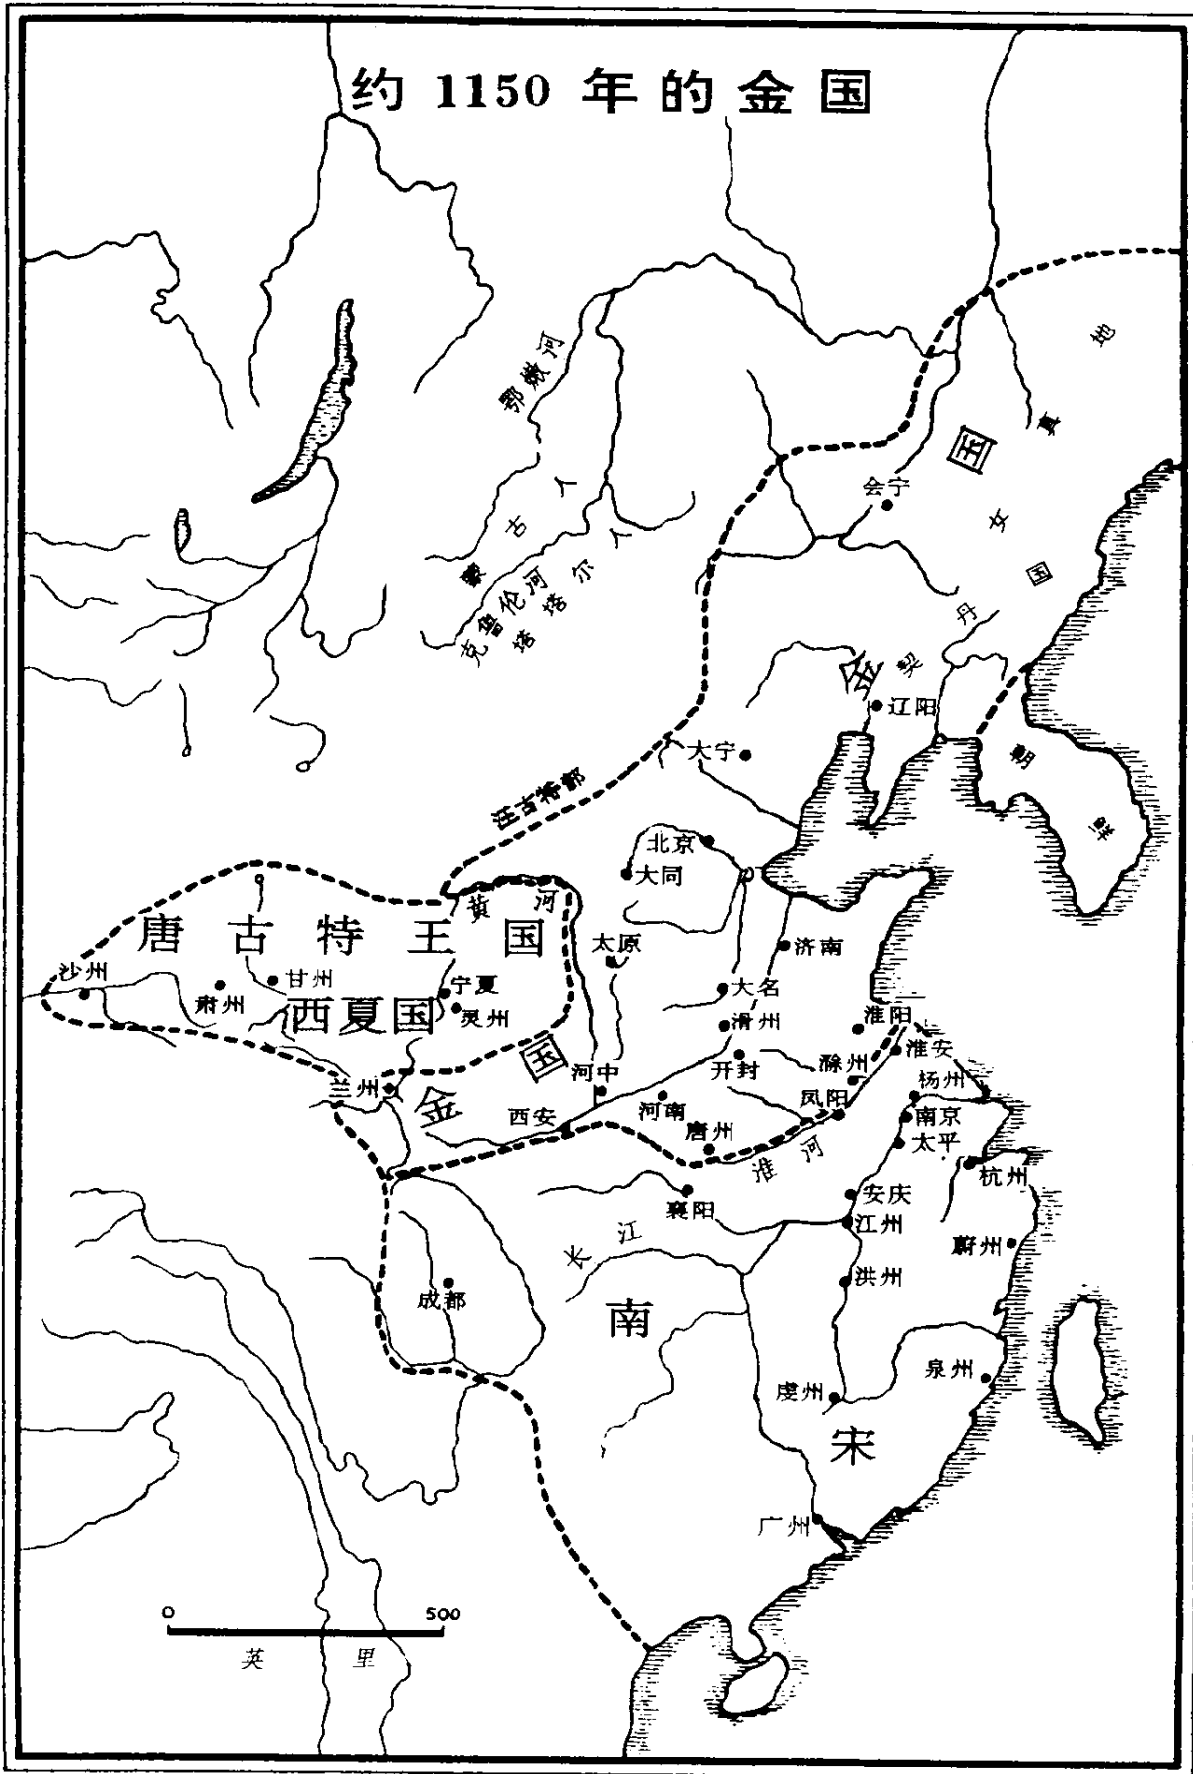 约 1150 年的金国
地
真
女
国
鄂嫩河
国
会宁
蒙古人
克鲁伦河
塔塔尔人
契丹
金
辽阳
大宁
朝鲜
汪古特部
北京
大同
黄河
唐古特王国
太原
济南
沙州
甘州
肃州
宁夏
大名
西夏国
灵州
滑州
淮阳
国
开封
滁州
淮安
兰州
河中
杨州
金
凤阳
河南
西安
南京
唐州
太平
淮河
杭州
安庆
襄阳
江州
长江
蔚州
洪州
成都
南
泉州
虔州
宋
广州
0 500
英里